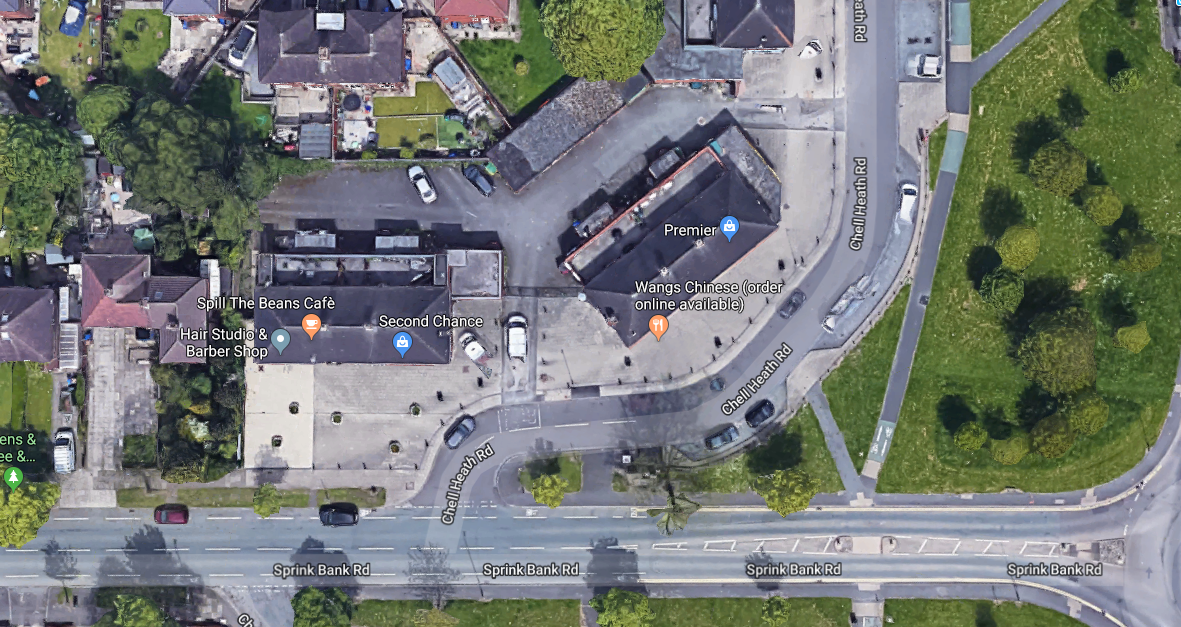 Chell Heath Rd
Chell Heath Rd
Premier
Wangs Chinese (order
online available)
Spill The Beans Cafè
Second Chance
Hair Studio &
Barber Shop
Chell Heath Rd
ens &
ee &...
Chell Heath Rd
Sprink Bank Rd
Sprink Bank Rd
Sprink Bank Rd
Sprink Bank Rd